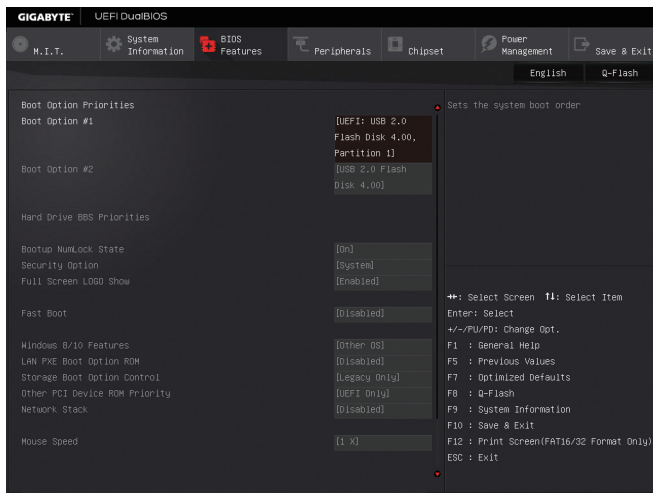 GIGABYTE™ UEFI DualBIOS
M.I.T. System Information BIOS Features Peripherals Chipset Power Management Save & Exit
English Q-Flash
Boot Option Priorities
Boot Option #1 [UEFI: USB 2.0 Flash Disk 4.00, Partition 1]
Boot Option #2 [USB 2.0 Flash Disk 4.00]
Hard Drive BBS Priorities
Bootup NumLock State [On]
Security Option [System]
Full Screen LOGO Show [Enabled]
Fast Boot [Disabled]
Windows 8/10 Features [Other OS]
LAN PXE Boot Option ROM [Disabled]
Storage Boot Option Control [Legacy Only]
Other PCI Device ROM Priority [UEFI Only]
Network Stack [Disabled]
Mouse Speed [1 X]
Sets the system boot order
→←: Select Screen ↑↓: Select Item
Enter: Select
+/-/PU/PD: Change Opt.
F1 : General Help
F5 : Previous Values
F7 : Optimized Defaults
F8 : Q-Flash
F9 : System Information
F10 : Save & Exit
F12 : Print Screen(FAT16/32 Format Only)
ESC : Exit